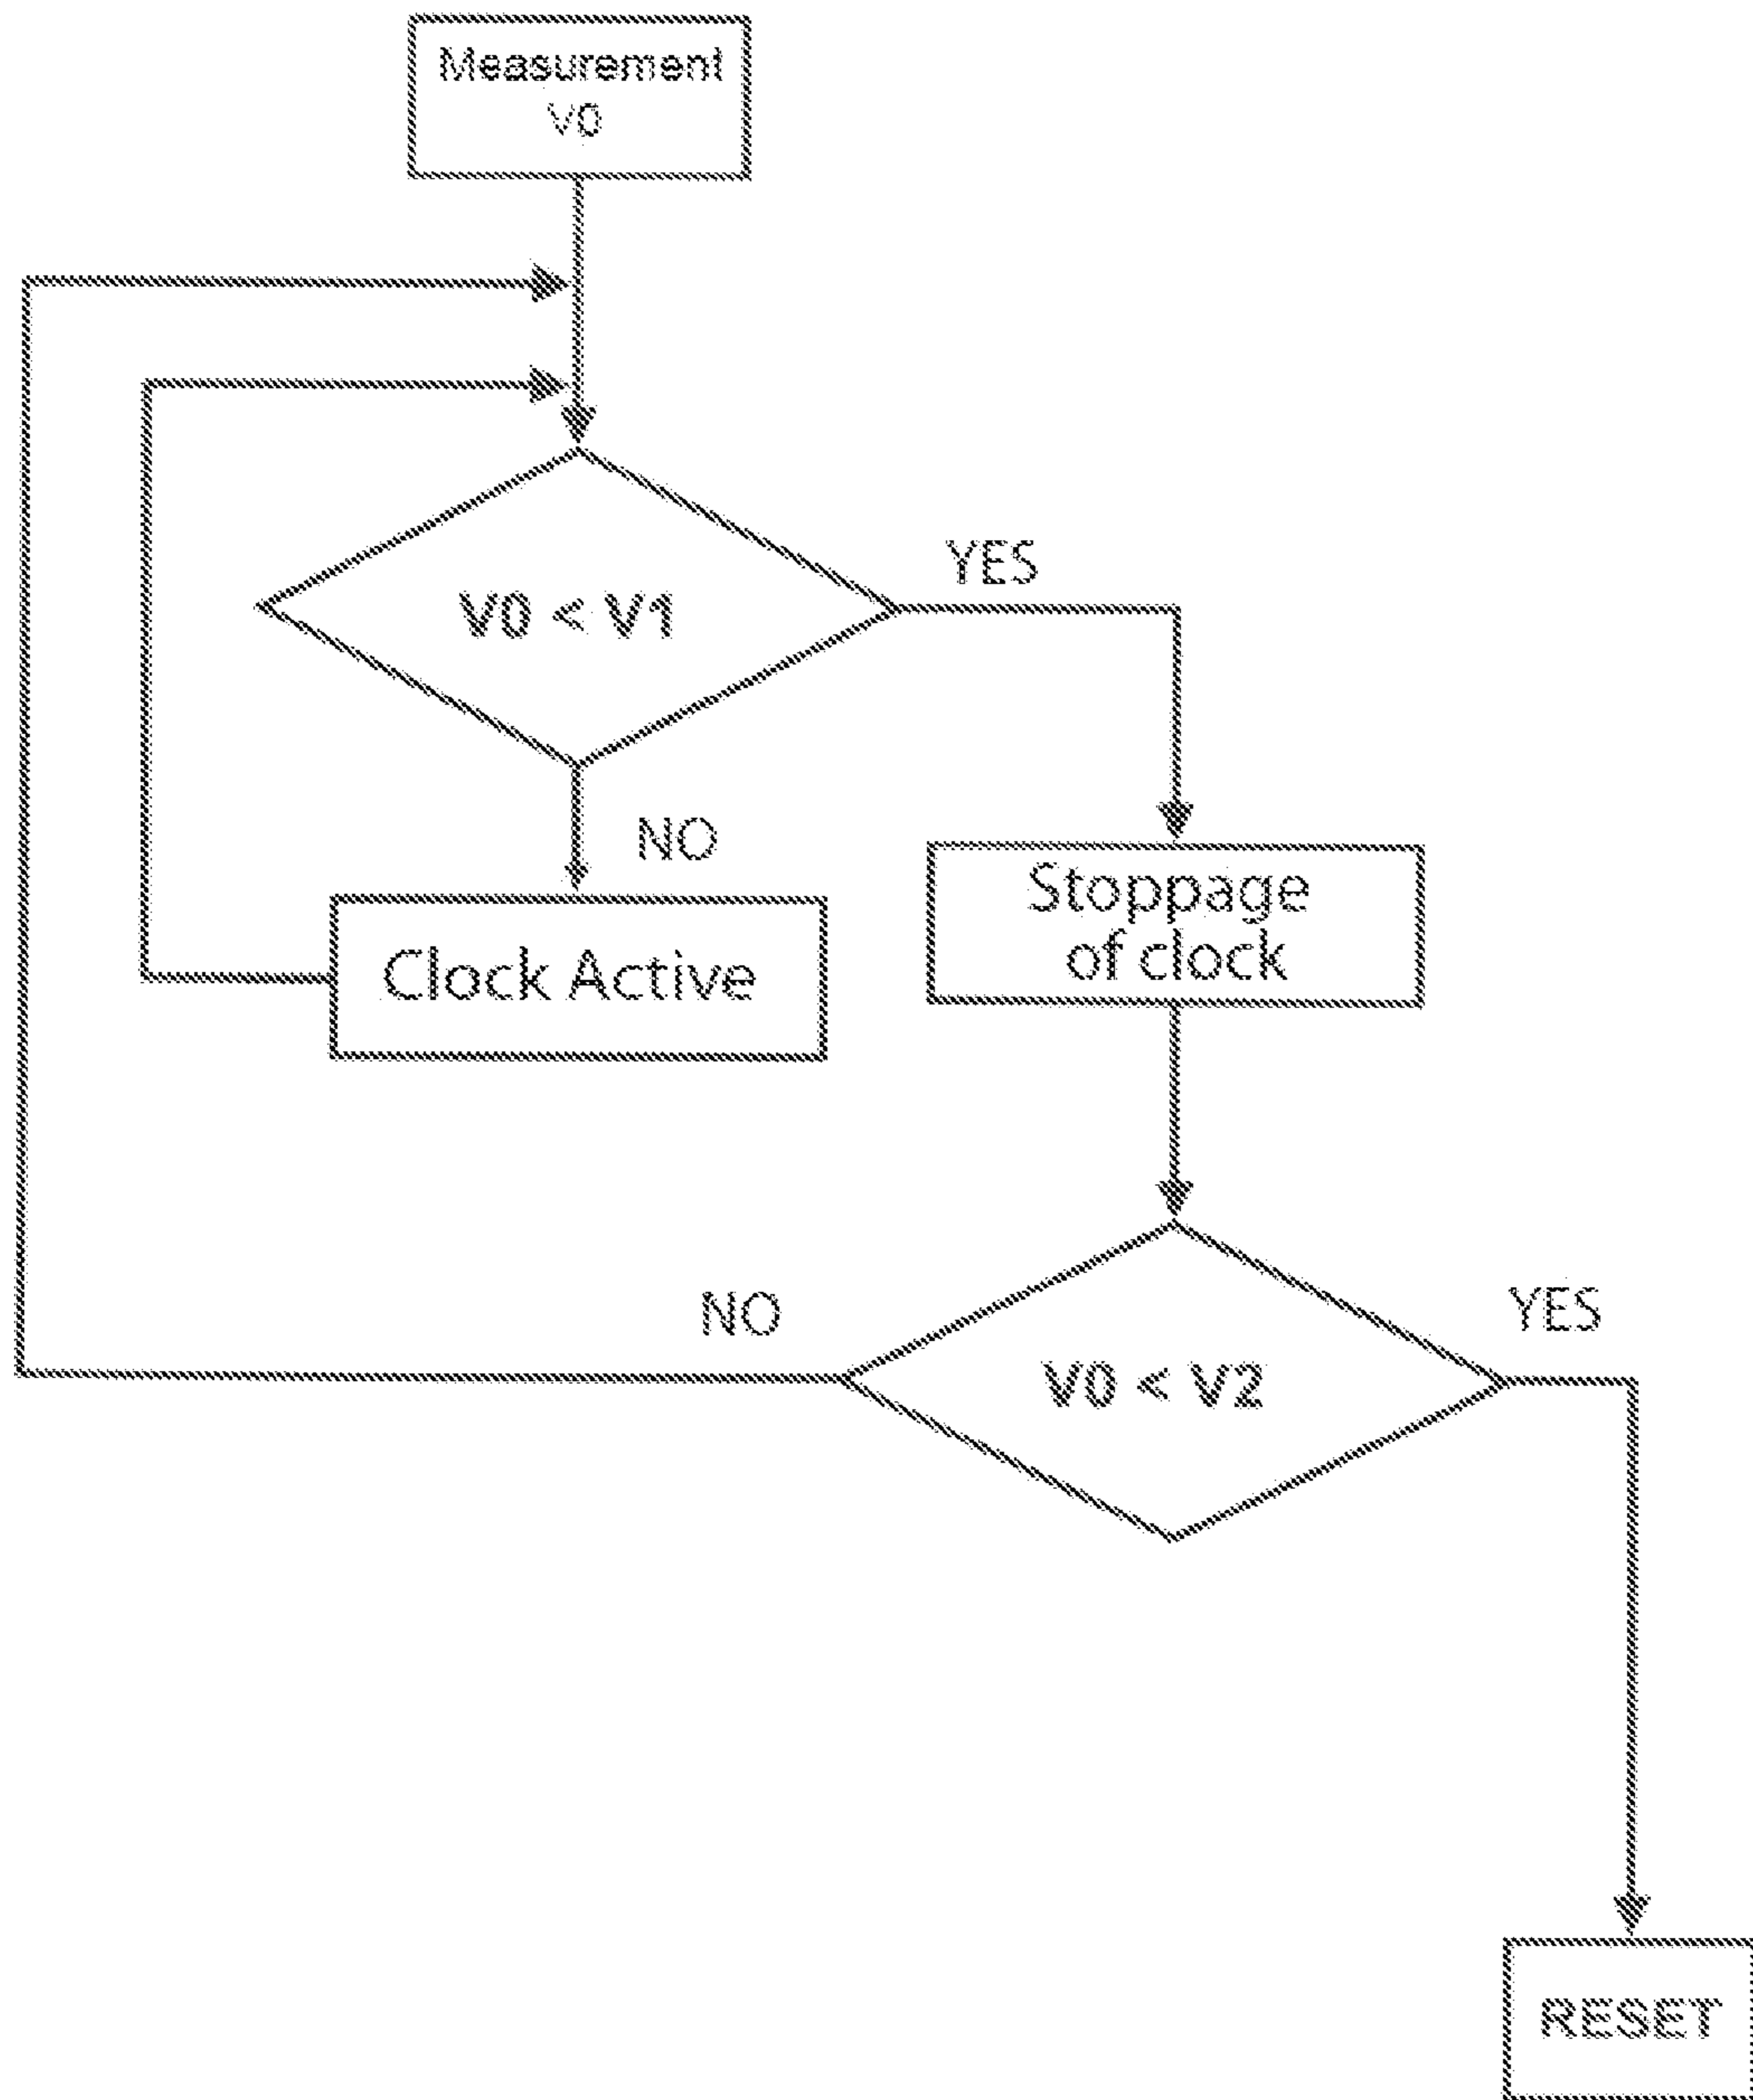 Measurement
V0
V0 < V1
YES
NO
Clock Active
Stoppage
of clock
NO
V0 < V2
YES
RESET